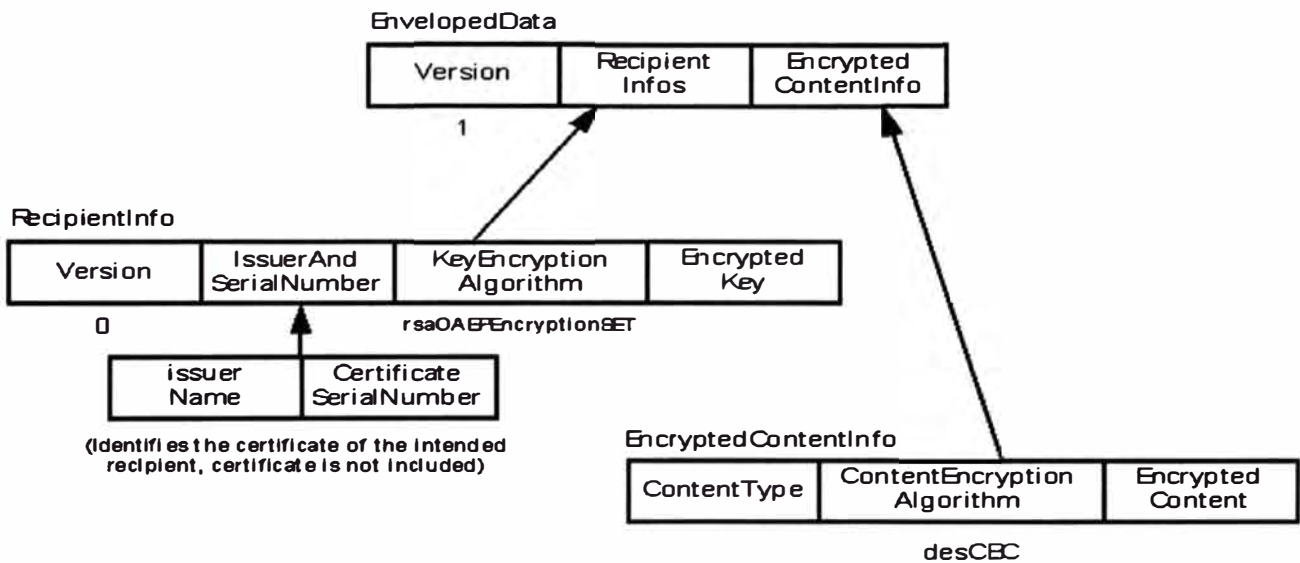 EnvelopedData
Version
Recipient
Infos
Encrypted
ContentInfo
1
RecipientInfo
Version
IssuerAnd
SerialNumber
KeyEncryption
Algorithm
Encrypted
Key
0
rsaOAEPEncryptionSET
issuer
Name
Certificate
SerialNumber
(Identifies the certificate of the intended
recipient, certificate is not included)
EncryptedContentInfo
ContentType
ContentEncryption
Algorithm
Encrypted
Content
desCBC